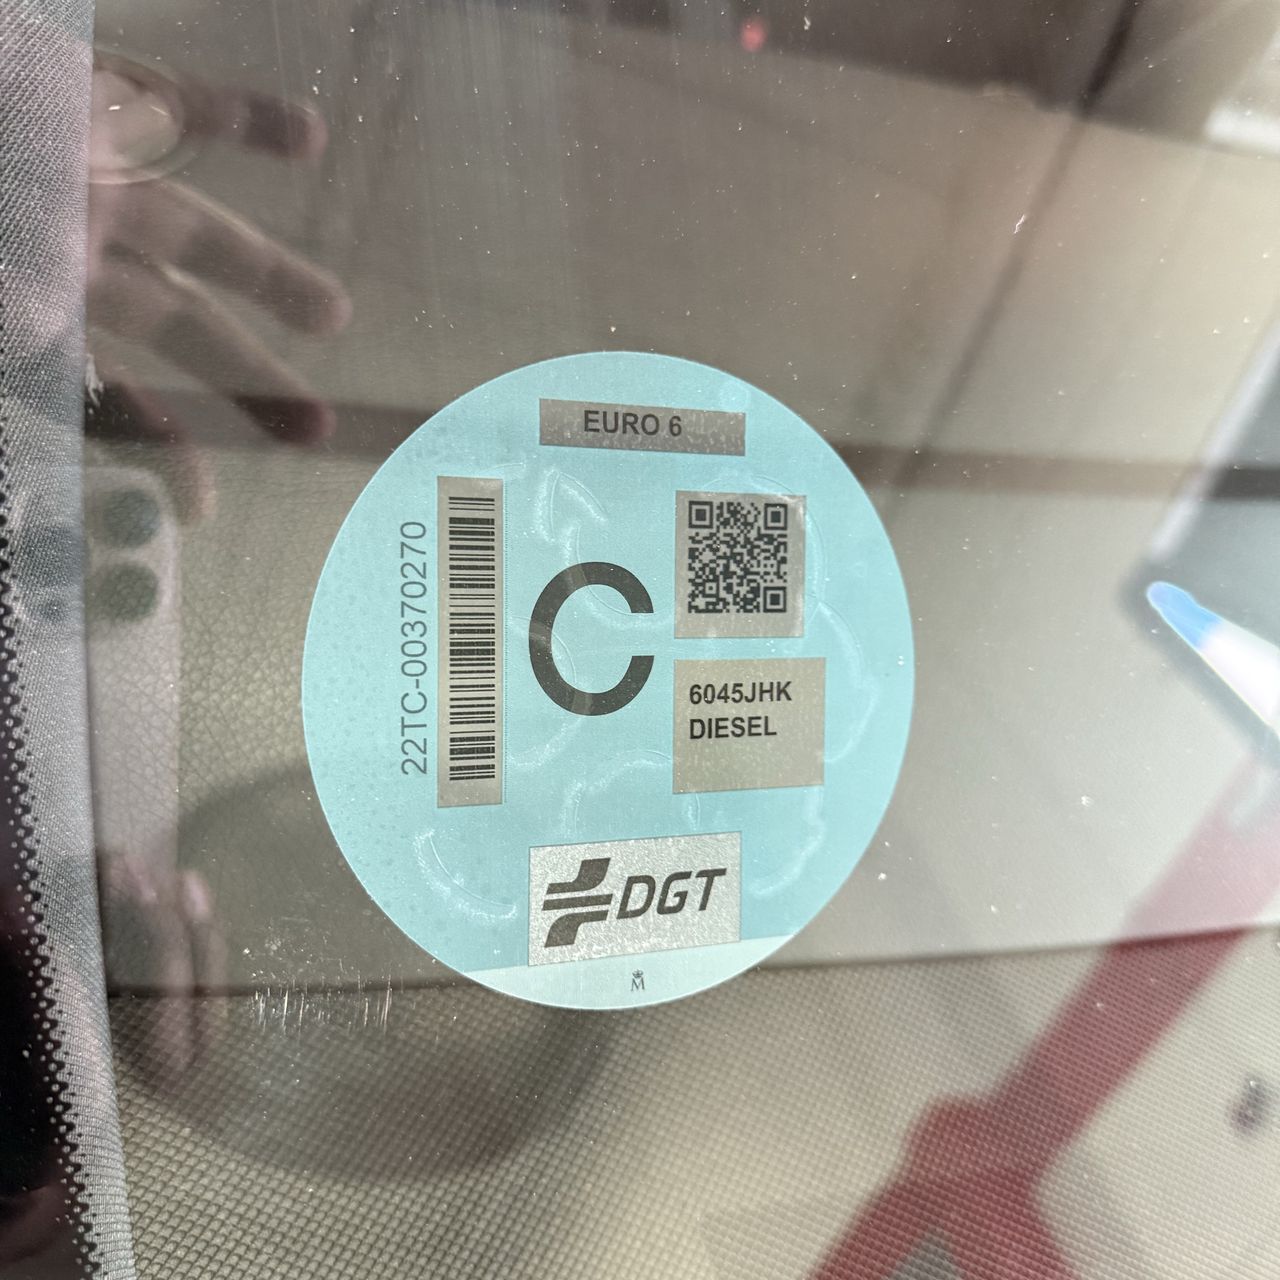 EURO 6
22TC-00370270
C
6045JHK
DIESEL
DGT
M